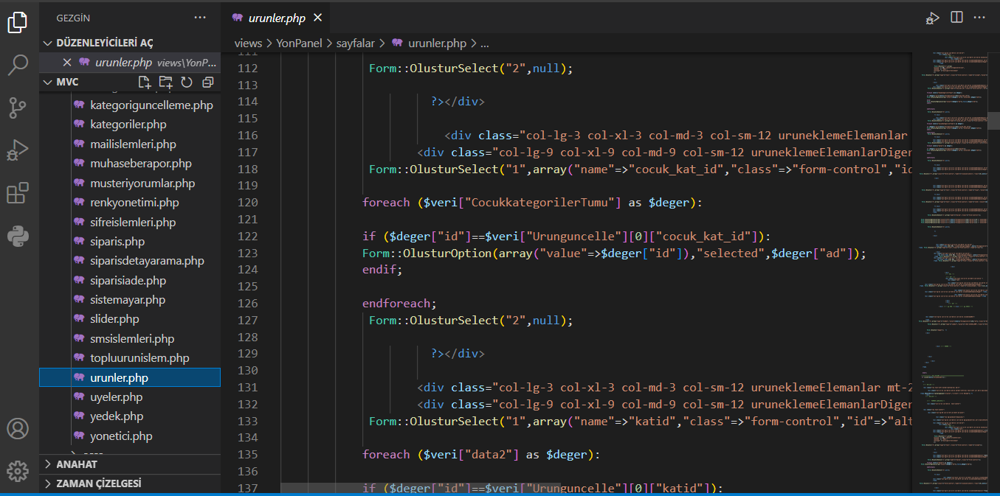 GEZGİN
DÜZENLEYİCİLERİ AÇ
urunler.php views\YonP...
MVC
kategoriguncelleme.php
kategoriler.php
mailislemleri.php
muhaseberapor.php
musteriyorumlar.php
renkyonetimi.php
sifreislemleri.php
siparis.php
siparisdetayarama.php
siparisiade.php
sistemayar.php
slider.php
smsislemleri.php
topluurunislem.php
urunler.php
uyeler.php
yedek.php
yonetici.php
ANAHAT
ZAMAN ÇİZELGESİ
urunler.php
views > YonPanel > sayfalar > urunler.php > ...
111
112 Form::OlusturSelect("2",null);
113
114 ?></div>
115
116 <div class="col-lg-3 col-xl-3 col-md-3 col-sm-12 uruneklemeElemanlar
117 <div class="col-lg-9 col-xl-9 col-md-9 col-sm-12 uruneklemeElemanlarDiger
118 Form::OlusturSelect("1",array("name"=>"cocuk_kat_id","class"=>"form-control","id
119
120 foreach ($veri["CocukkategorilerTumu"] as $deger):
121
122 if ($deger["id"]==$veri["Urunguncelle"][0]["cocuk_kat_id"]):
123 Form::OlusturOption(array("value"=>$deger["id"]),"selected",$deger["ad"]);
124 endif;
125
126 endforeach;
127 Form::OlusturSelect("2",null);
128
129 ?></div>
130
131 <div class="col-lg-3 col-xl-3 col-md-3 col-sm-12 uruneklemeElemanlar mt-2
132 <div class="col-lg-9 col-xl-9 col-md-9 col-sm-12 uruneklemeElemanlarDiger
133 Form::OlusturSelect("1",array("name"=>"katid","class"=>"form-control","id"=>"alt
134
135 foreach ($veri["data2"] as $deger):
136
137 if ($deger["id"]==$veri["Urunguncelle"][0]["katid"]):